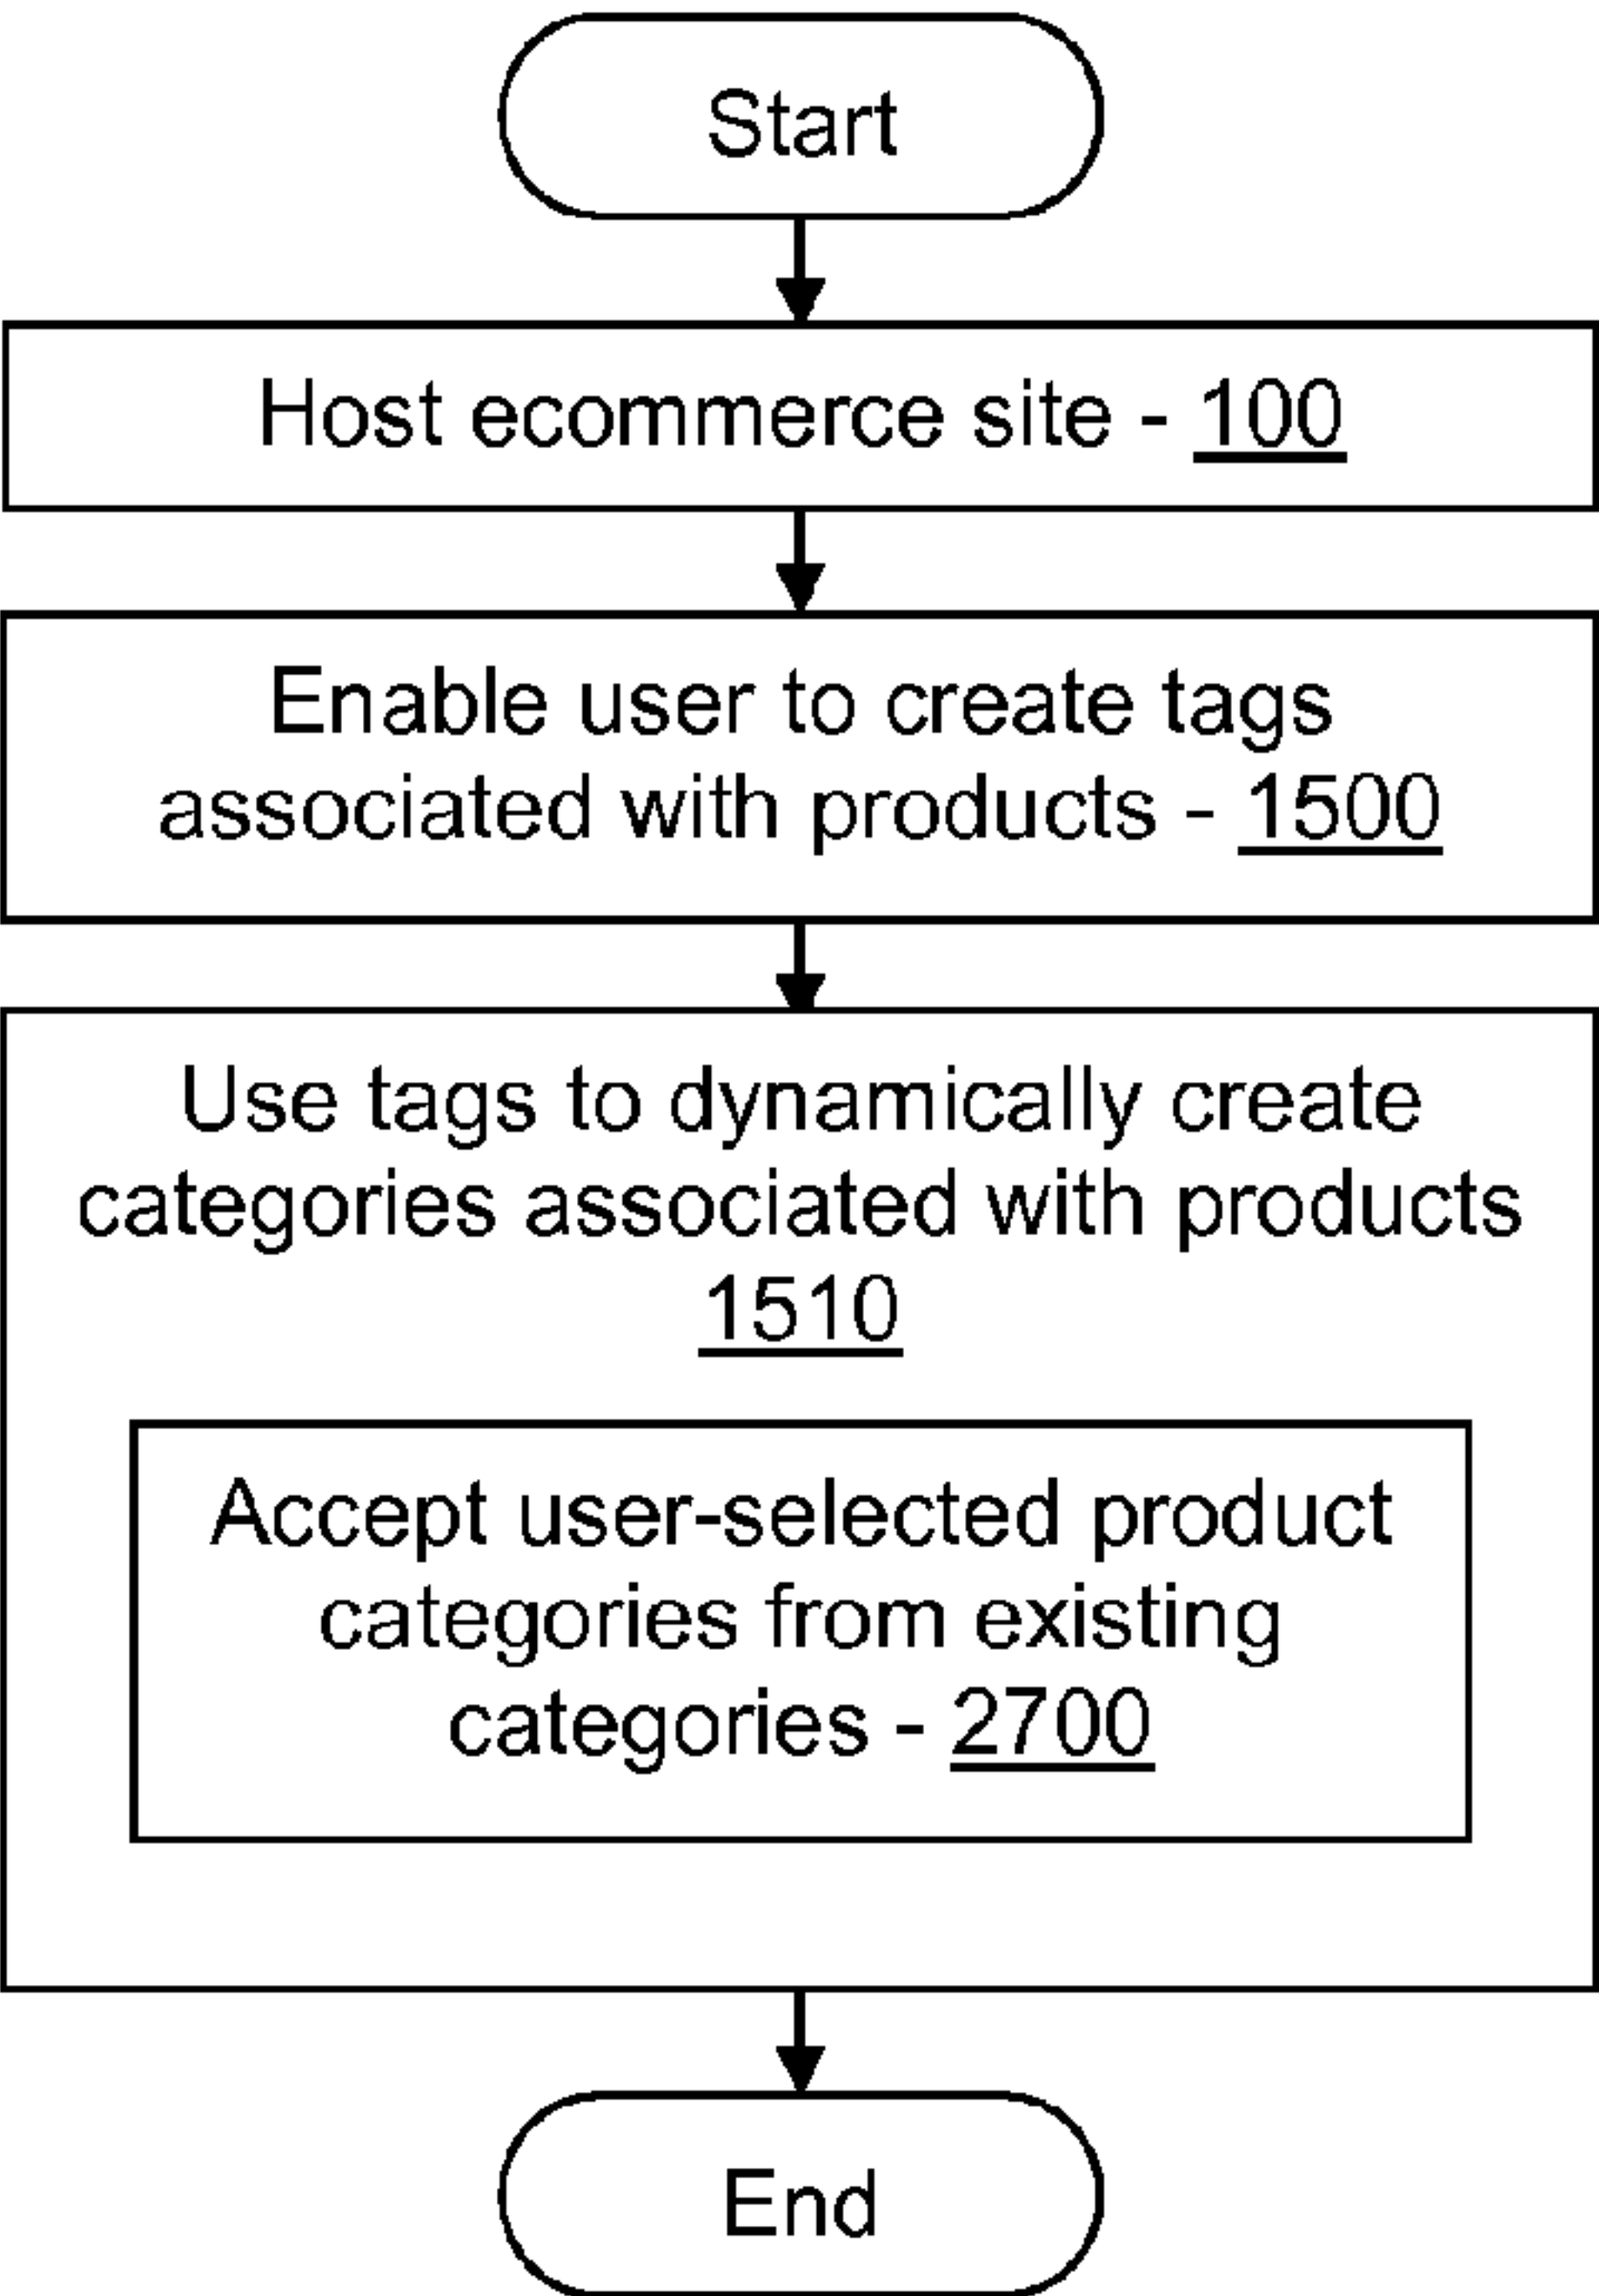 Start
Host ecommerce site - 100
Enable user to create tags
associated with products - 1500
Use tags to dynamically create
categories associated with products
1510
Accept user-selected product
categories from existing
categories - 2700
End